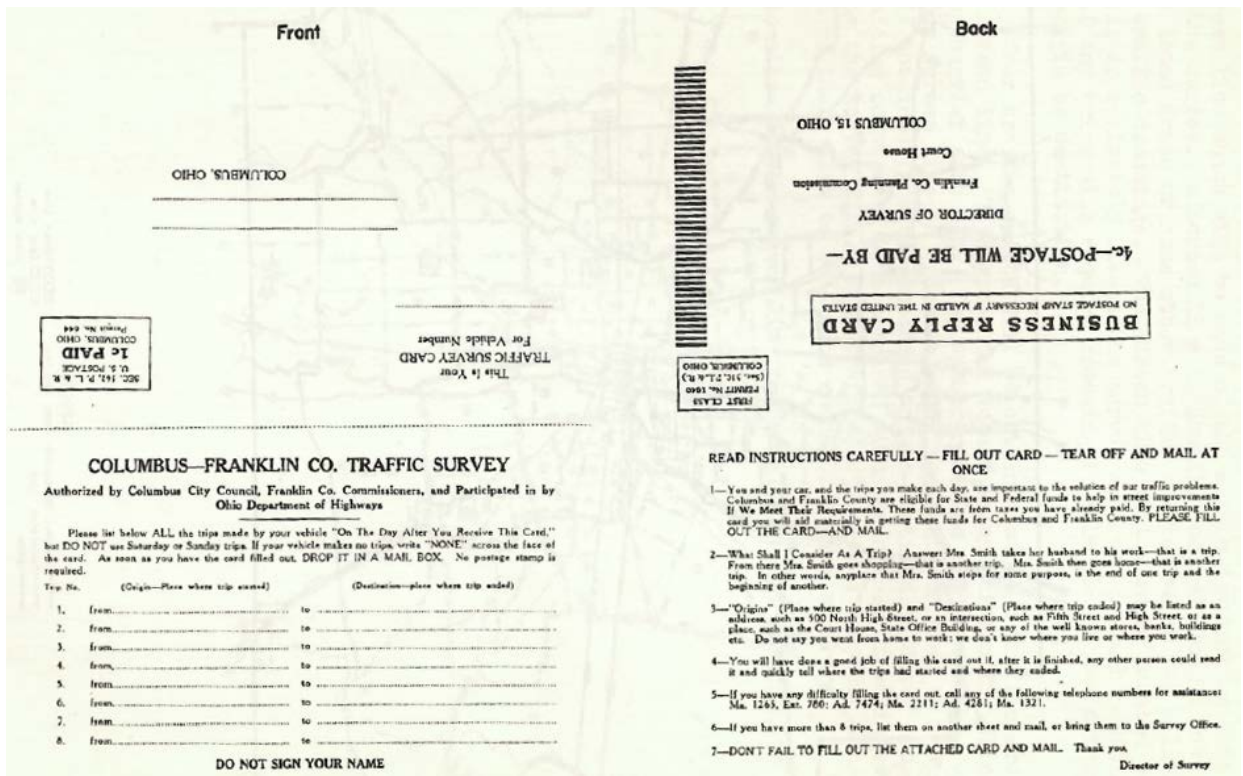 Front
COLUMBUS, OHIO
SEC. 562, P. L. & R.
U. S. POSTAGE
1c PAID
COLUMBUS, OHIO
Permit No. 644
This is Your
TRAFFIC SURVEY CARD
For Vehicle Number
COLUMBUS—FRANKLIN CO. TRAFFIC SURVEY
Authorized by Columbus City Council, Franklin Co. Commissioners, and Participated in by
Ohio Department of Highways
Please list below ALL the trips made by your vehicle "On The Day After You Receive This Card,"
but DO NOT use Saturday or Sunday trips. If your vehicle makes no trips, write "NONE" across the face of
the card. As soon as you have the card filled out, DROP IT IN A MAIL BOX. No postage stamp is
required.
Trip No. (Origin—Place where trip started) (Destination—place where trip ended)
1. from to
2. from to
3. from to
4. from to
5. from to
6. from to
7. from to
8. from to
DO NOT SIGN YOUR NAME
Back
FIRST CLASS
PERMIT No. 1040
(Sec. 510, P.L.& R.)
COLUMBUS, OHIO
BUSINESS REPLY CARD
NO POSTAGE STAMP NECESSARY IF MAILED IN THE UNITED STATES
4c.—POSTAGE WILL BE PAID BY—
DIRECTOR OF SURVEY
Franklin Co. Planning Commission
Court House
COLUMBUS 15, OHIO
READ INSTRUCTIONS CAREFULLY — FILL OUT CARD — TEAR OFF AND MAIL AT
ONCE
1—You and your car, and the trips you make each day, are important to the solution of our traffic problems.
Columbus and Franklin County are eligible for State and Federal funds to help in street improvements
If We Meet Their Requirements. These funds are from taxes you have already paid. By returning this
card you will aid materially in getting these funds for Columbus and Franklin County. PLEASE FILL
OUT THE CARD—AND MAIL.
2—What Shall I Consider As A Trip? Answer: Mrs. Smith takes her husband to his work—that is a trip.
From there Mrs. Smith goes shopping—that is another trip. Mrs. Smith then goes home—that is another
trip. In other words, anyplace that Mrs. Smith stops for some purpose, is the end of one trip and the
beginning of another.
3—"Origins" (Place where trip started) and "Destinations" (Place where trip ended) may be listed as an
address, such as 500 North High Street, or an intersection, such as Fifth Street and High Street, or as a
place, such as the Court House, State Office Building, or any of the well known stores, banks, buildings
etc. Do not say you went from home to work; we don't know where you live or where you work.
4—You will have done a good job of filling this card out if, after it is finished, any other person could read
it and quickly tell where the trips had started and where they ended.
5—If you have any difficulty filling the card out, call any of the following telephone numbers for assistance:
Ma. 1265, Ext. 780; Ad. 7474; Ma. 2211; Ad. 4281; Ma. 1321.
6—If you have more than 8 trips, list them on another sheet and mail, or bring them to the Survey Office.
7—DON'T FAIL TO FILL OUT THE ATTACHED CARD AND MAIL. Thank you,
Director of Survey